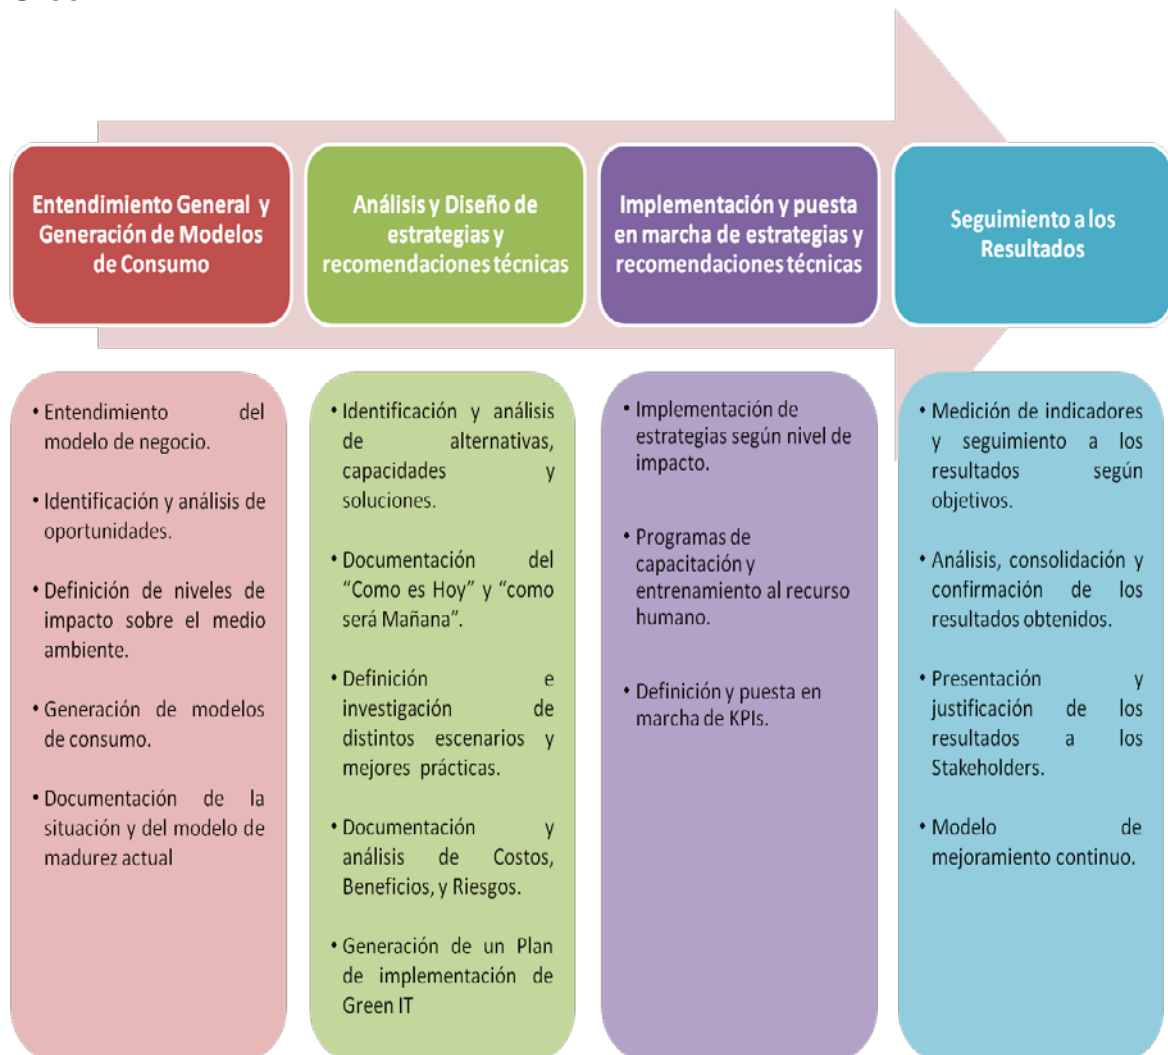 Entendimiento General y
Generación de Modelos
de Consumo
Análisis y Diseño de
estrategias y
recomendaciones técnicas
Implementación y puesta
en marcha de estrategias y
recomendaciones técnicas
Seguimiento a los
Resultados
• Entendimiento del
modelo de negocio.
• Identificación y análisis de
oportunidades.
• Definición de niveles de
impacto sobre el medio
ambiente.
• Generación de modelos
de consumo.
• Documentación de la
situación y del modelo de
madurez actual
• Identificación y análisis
de alternativas,
capacidades y
soluciones.
• Documentación del
“Como es Hoy” y “como
será Mañana”.
• Definición e
investigación de
distintos escenarios y
mejores prácticas.
• Documentación y
análisis de Costos,
Beneficios, y Riesgos.
• Generación de un Plan
de implementación de
Green IT
• Implementación de
estrategias según nivel de
impacto.
• Programas de
capacitación y
entrenamiento al recurso
humano.
• Definición y puesta en
marcha de KPIs.
• Medición de indicadores
y seguimiento a los
resultados según
objetivos.
• Análisis, consolidación y
confirmación de los
resultados obtenidos.
• Presentación y
justificación de los
resultados a los
Stakeholders.
• Modelo de
mejoramiento continuo.